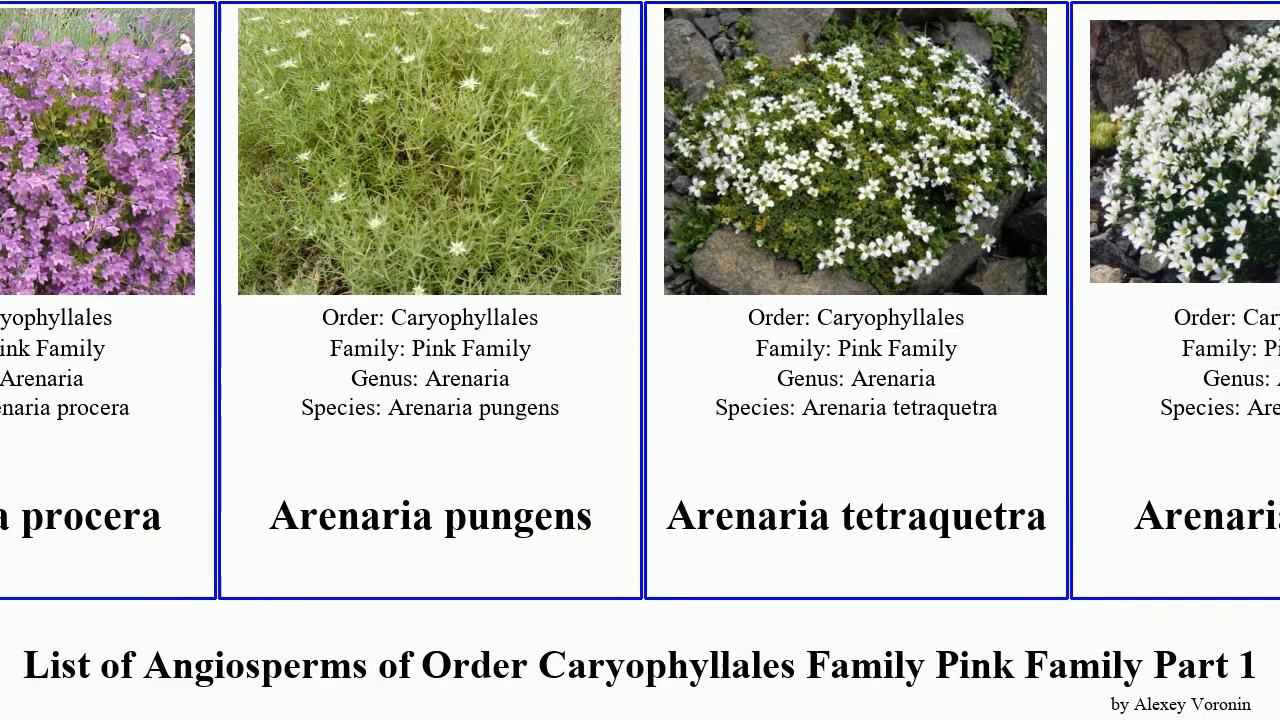 yophyllales
ink Family
Arenaria
enaria procera
a procera
Order: Caryophyllales
Family: Pink Family
Genus: Arenaria
Species: Arenaria pungens
Arenaria pungens
Order: Caryophyllales
Family: Pink Family
Genus: Arenaria
Species: Arenaria tetraquetra
Arenaria tetraquetra
Order: Car
Family: Pi
Genus:
Species: Are
Arenari
List of Angiosperms of Order Caryophyllales Family Pink Family Part 1
by Alexey Voronin